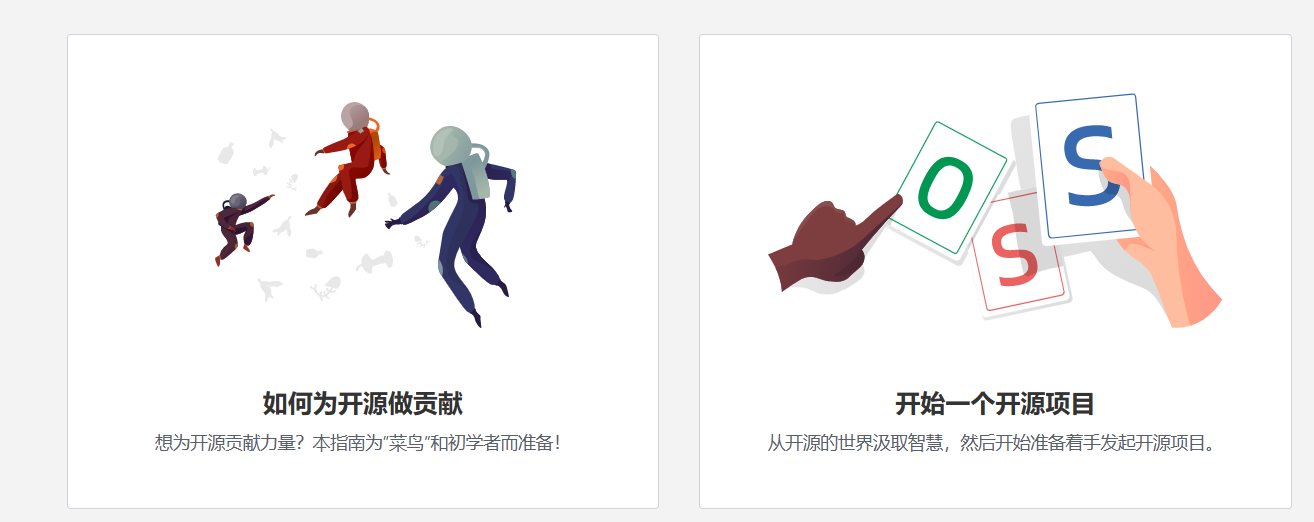 O
S
S
如何为开源做贡献
想为开源贡献力量？本指南为"菜鸟"和初学者而准备！
开始一个开源项目
从开源的世界汲取智慧，然后开始准备着手发起开源项目。